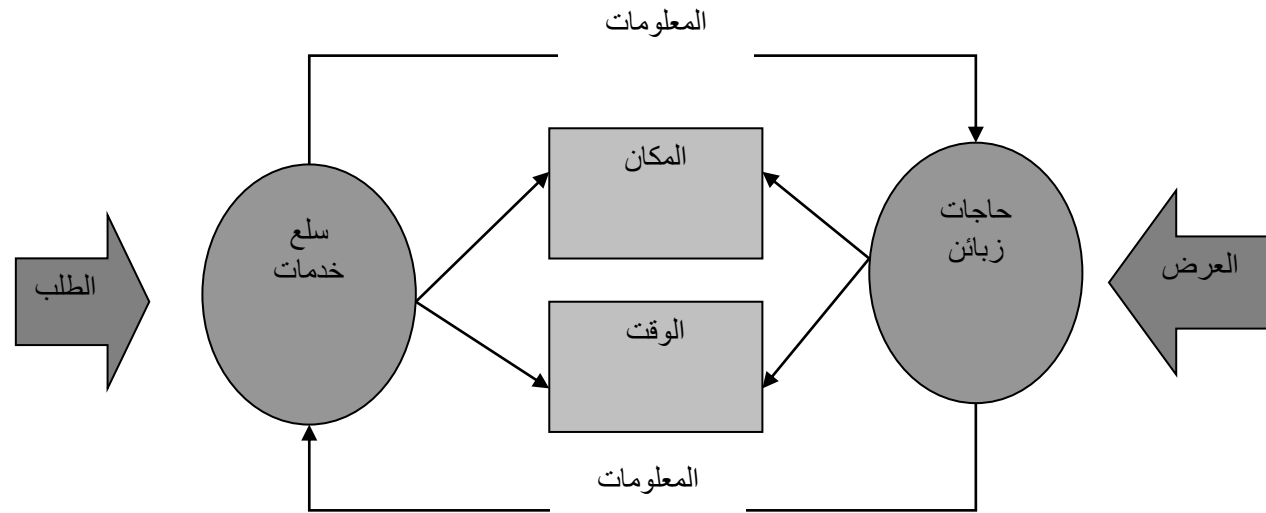 المعلومات
المكان
حاجات
زبائن
سلع
خدمات
العرض
الطلب
الوقت
المعلومات